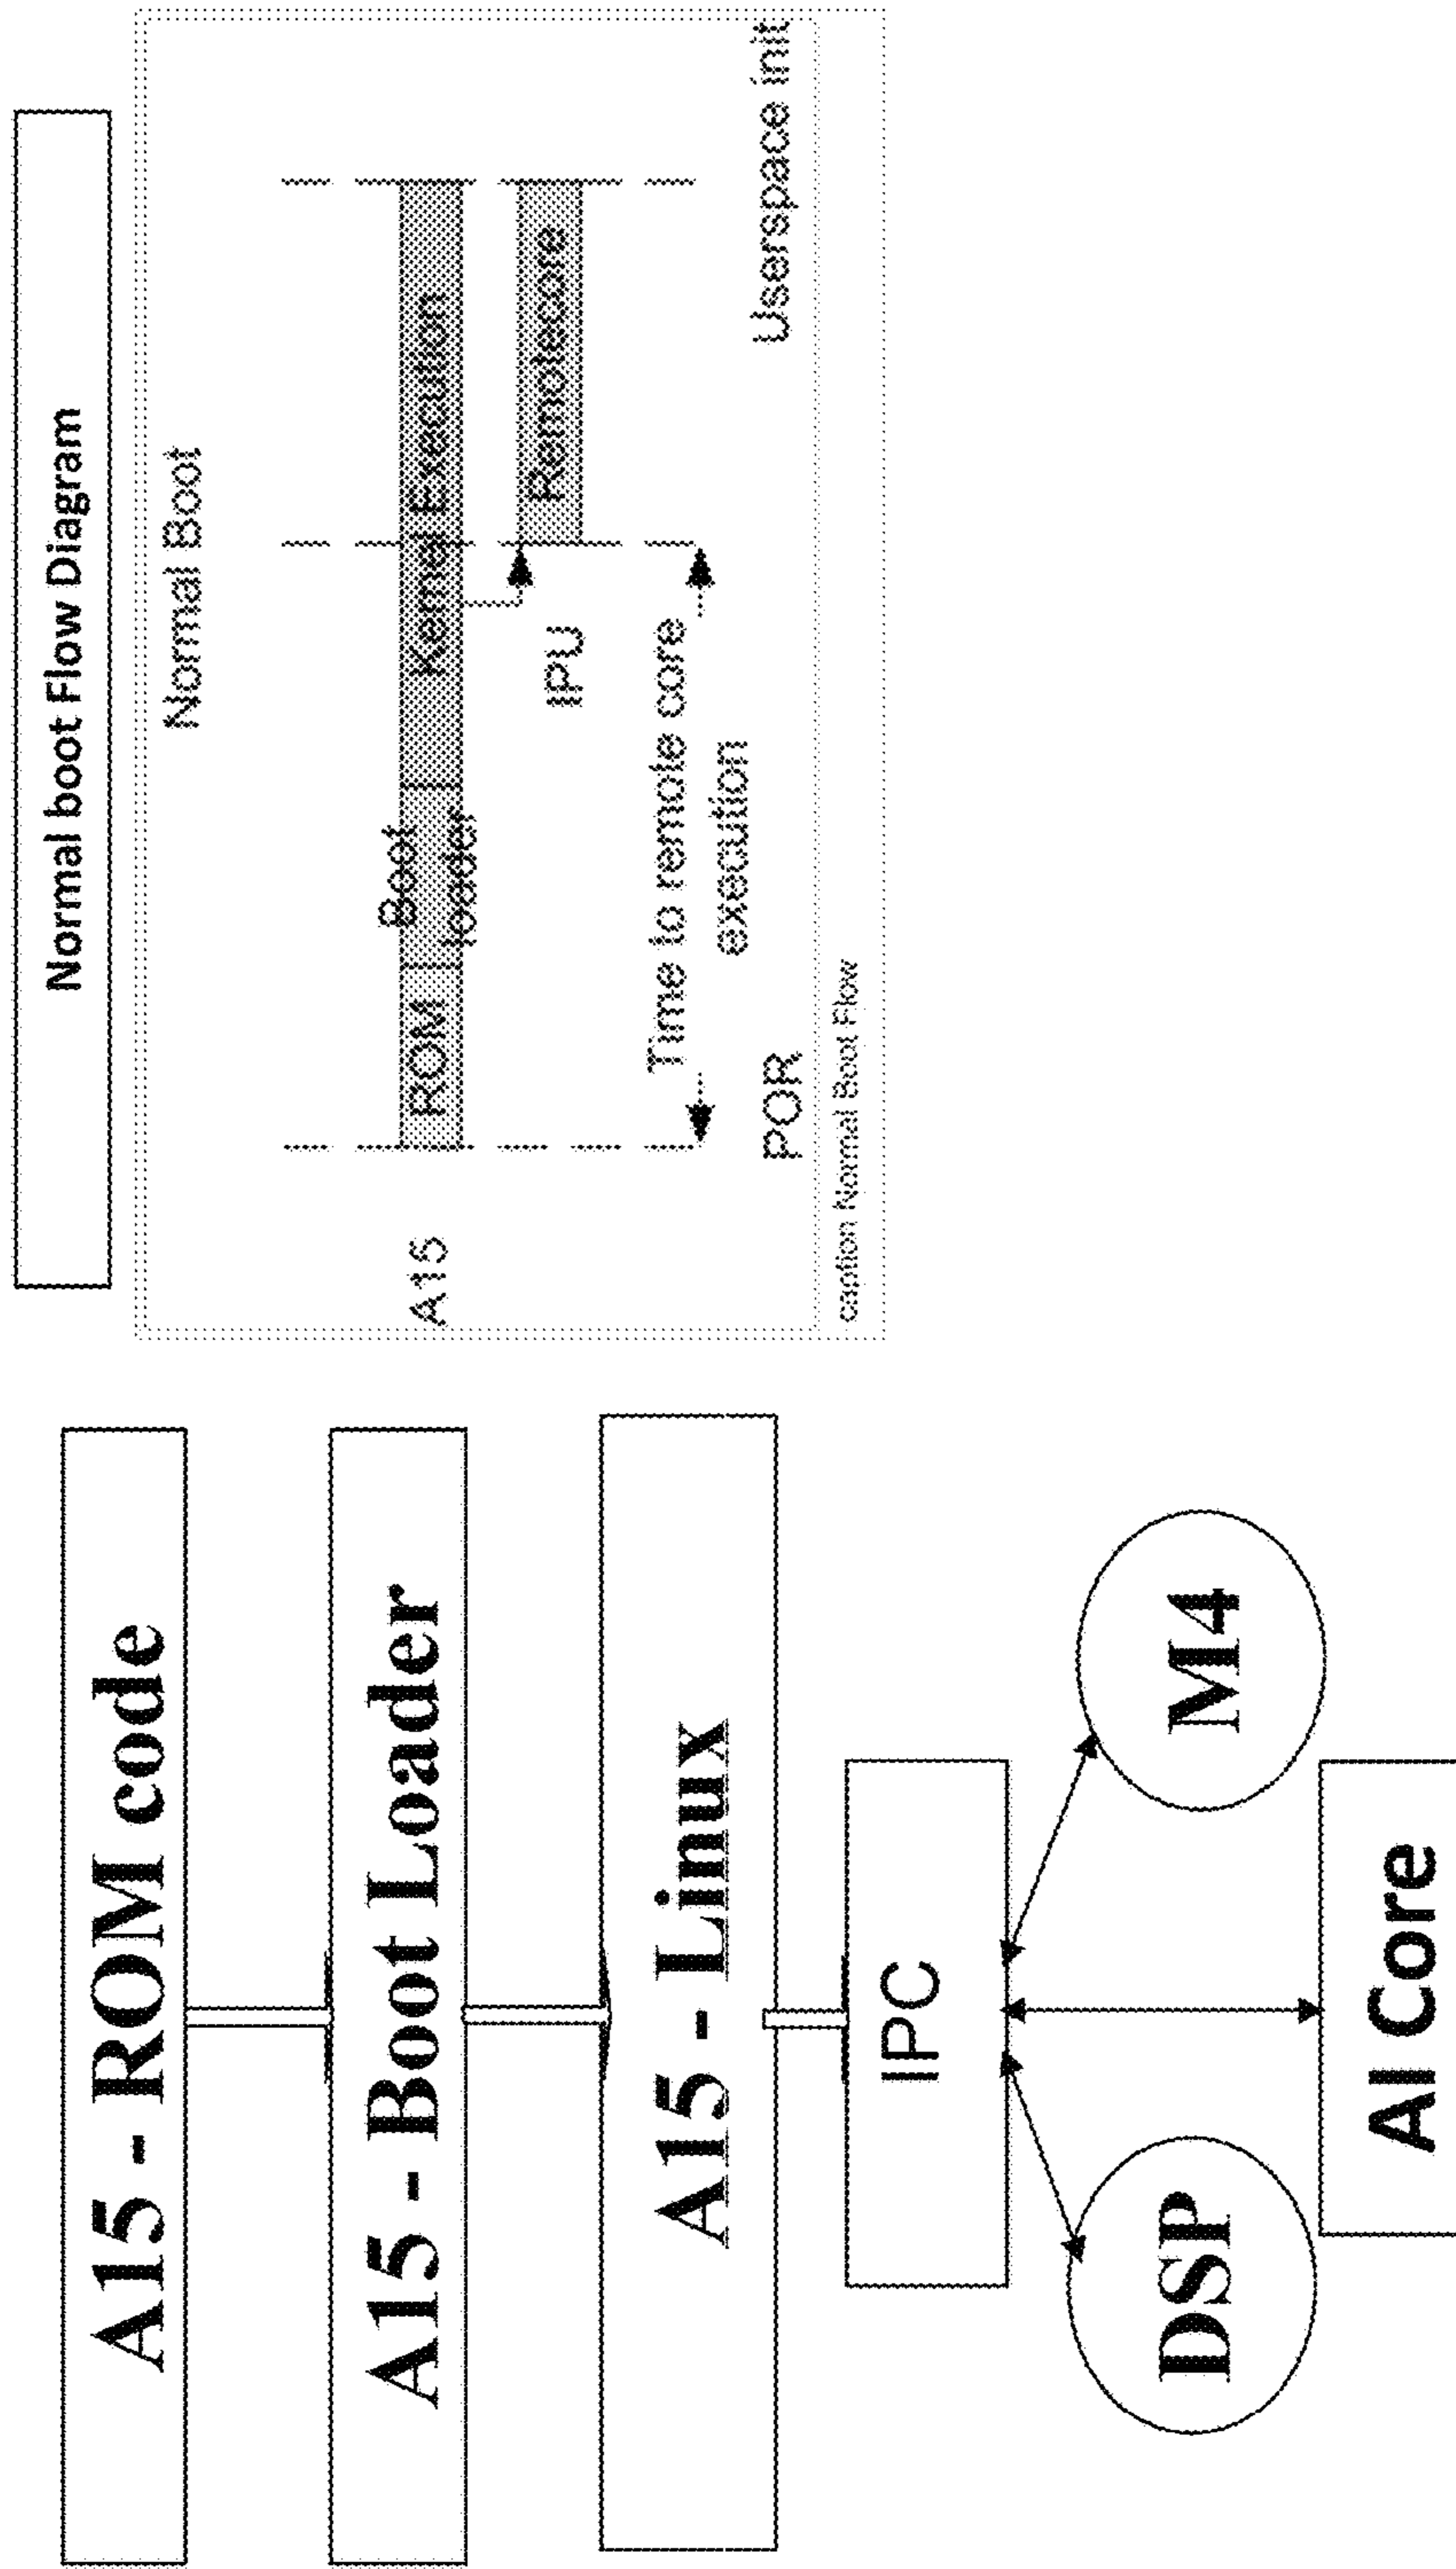 A15 - ROM code
A15 - Boot Loader
A15 - Linux
IPC
DSP
M4
AI Core
Normal boot Flow Diagram
Normal Boot
A15
ROM
Boot
loader
Kernel Execution
IPU
Remotecore
Time to remote core
execution
POR
Userspace init
caption Normal Boot Flow